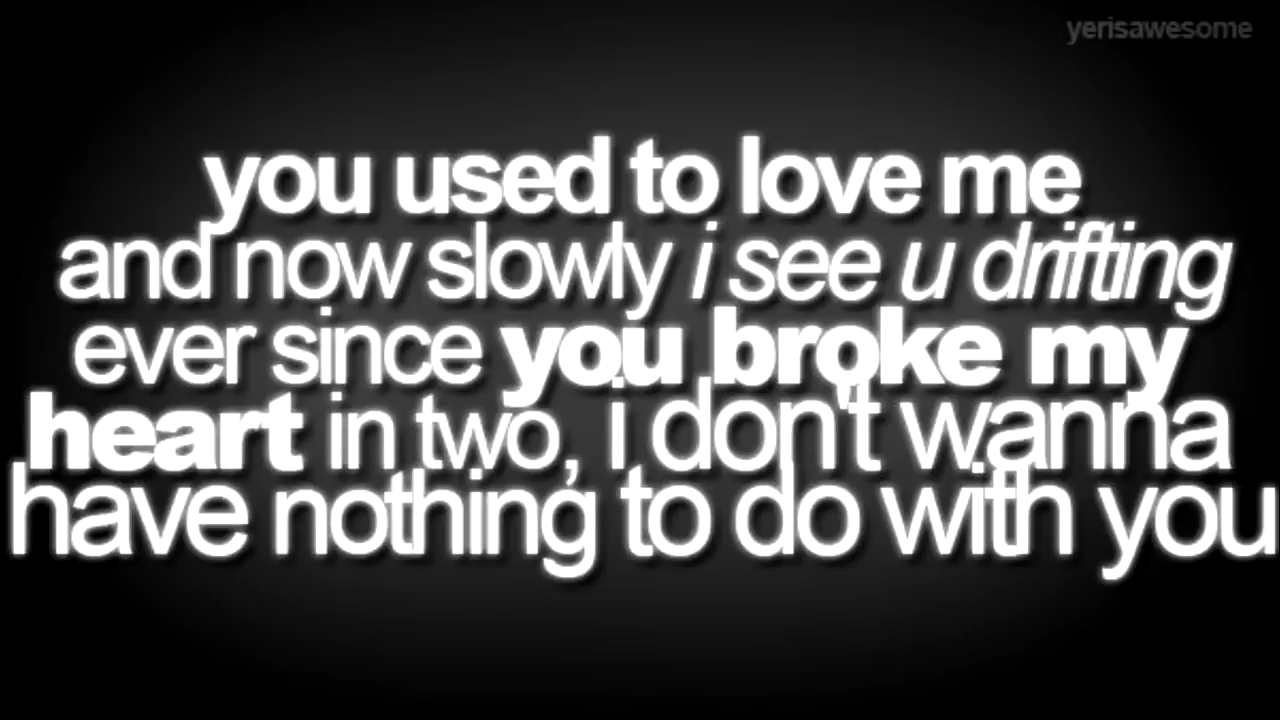 yerisawesome
you used to love me
and now slowly i see u drifting
ever since you broke my
heart in two, i don't wanna
have nothing to do with you